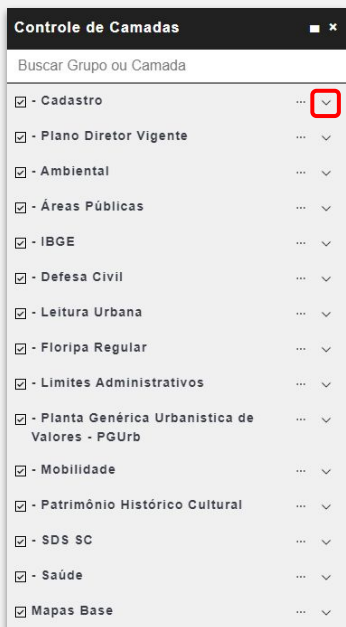 Controle de Camadas
Buscar Grupo ou Camada
- Cadastro ...
- Plano Diretor Vigente ...
- Ambiental ...
- Áreas Públicas ...
- IBGE ...
- Defesa Civil ...
- Leitura Urbana ...
- Floripa Regular ...
- Limites Administrativos ...
- Planta Genérica Urbanistica de ...
Valores - PGUrb
- Mobilidade ...
- Patrimônio Histórico Cultural ...
- SDS SC ...
- Saúde ...
Mapas Base ...